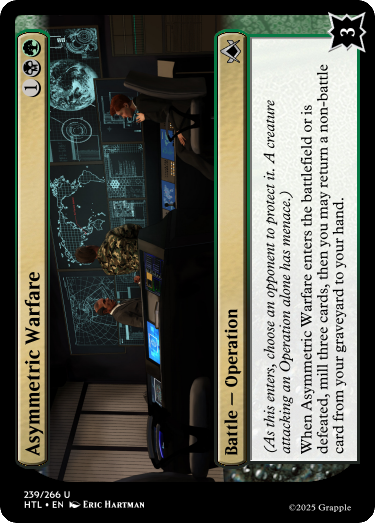 Asymmetric Warfare
1
Battle — Operation
(As this enters, choose an opponent to protect it. A creature
attacking an Operation alone has menace.)
When Asymmetric Warfare enters the battlefield or is
defeated, mill three cards, then you may return a non-battle
card from your graveyard to your hand.
3
239/266 U
HTL • EN Eric Hartman
©2025 Grapple